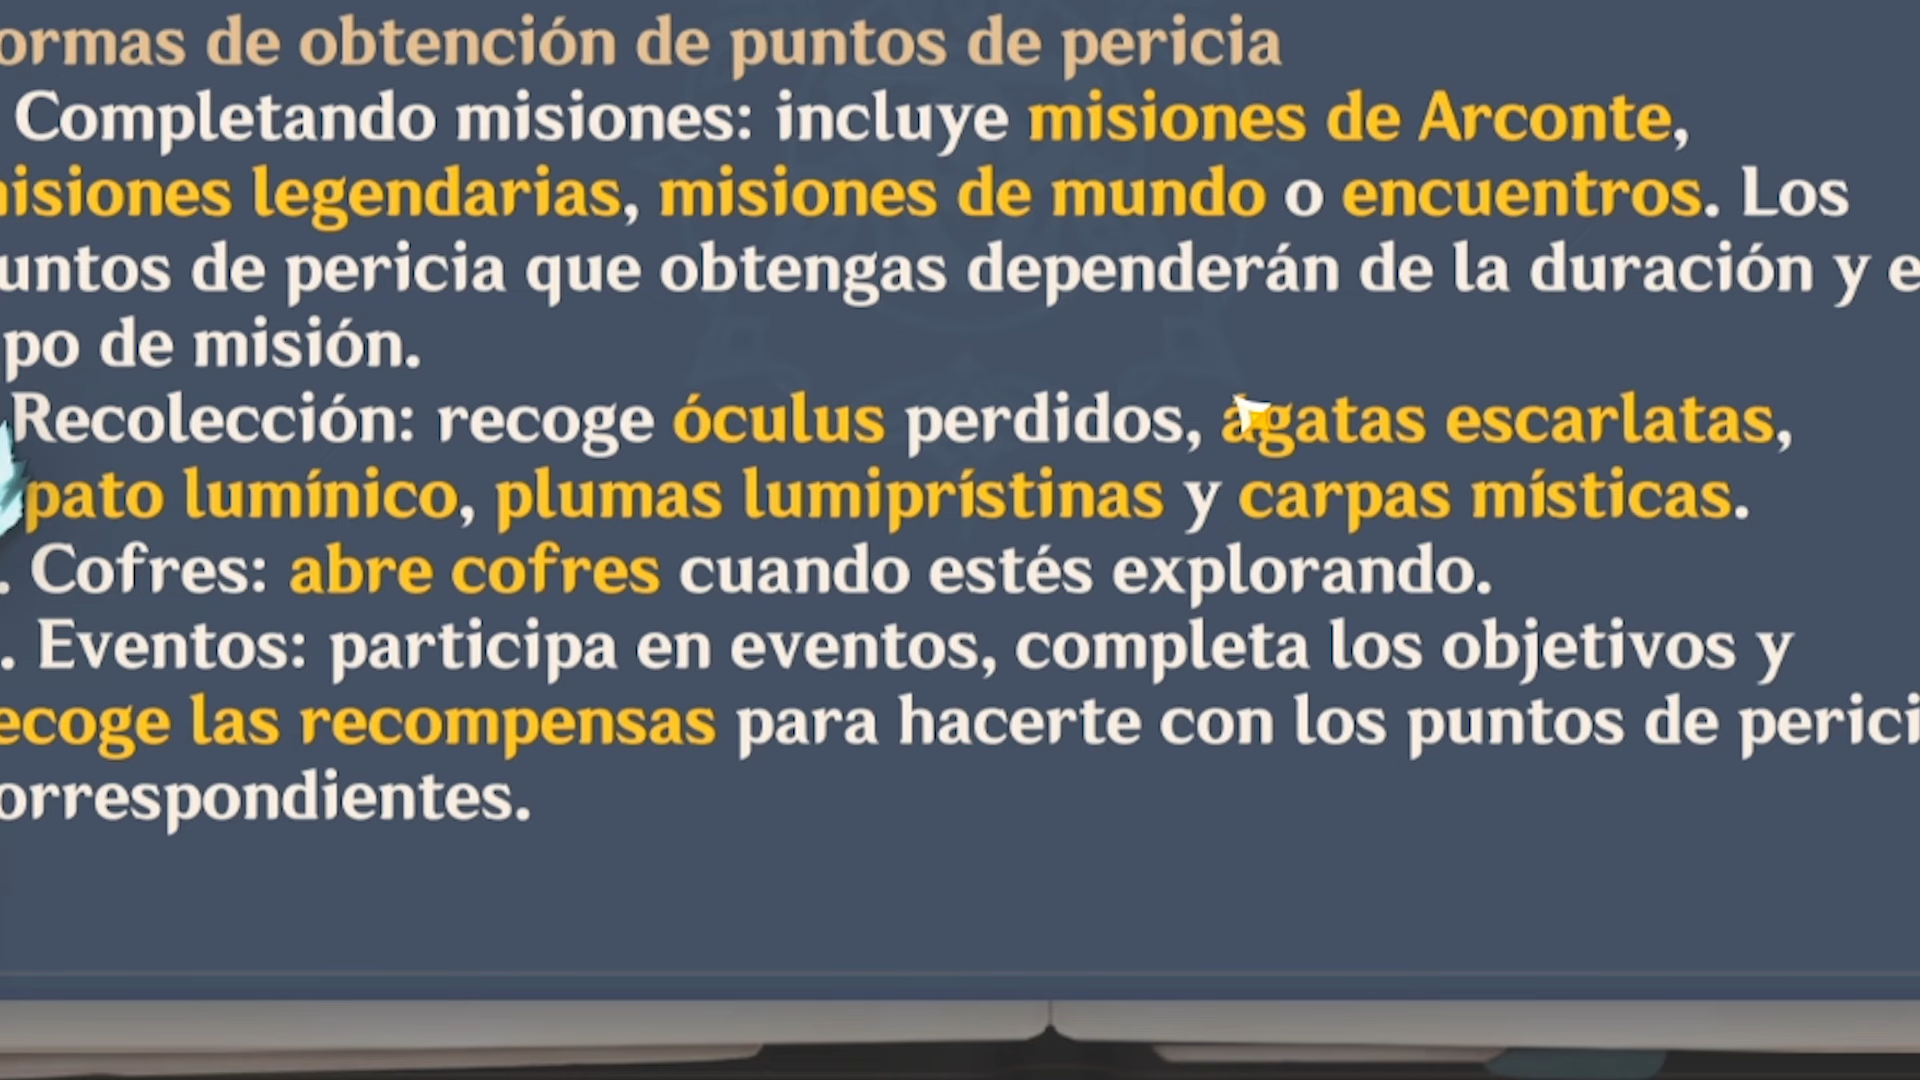 ormas de obtención de puntos de pericia
Completando misiones: incluye misiones de Arconte,
isiones legendarias, misiones de mundo o encuentros. Los
untos de pericia que obtengas dependerán de la duración y e
po de misión.
Recolección: recoge óculus perdidos, ágatas escarlatas,
pato lumínico, plumas lumiprístinas y carpas místicas.
. Cofres: abre cofres cuando estés explorando.
. Eventos: participa en eventos, completa los objetivos y
ecoge las recompensas para hacerte con los puntos de perici
orrespondientes.